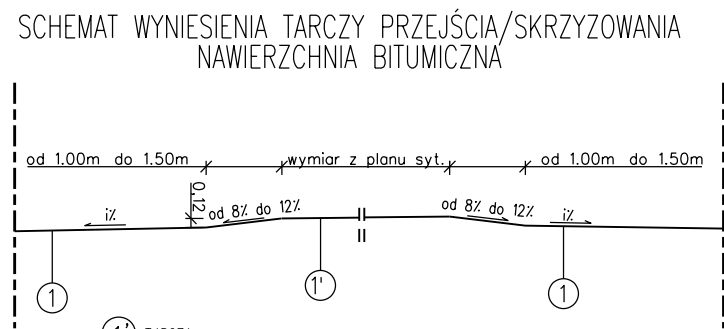 SCHEMAT WYNIESIENIA TARCZY PRZEJŚCIA/SKRZYZOWANIA
NAWIERZCHNIA BITUMICZNA
od 1.00m do 1.50m wymiar z planu syt. od 1.00m do 1.50m
0,12
i% od 8% do 12% od 8% do 12% i%
1 1' 1
1'